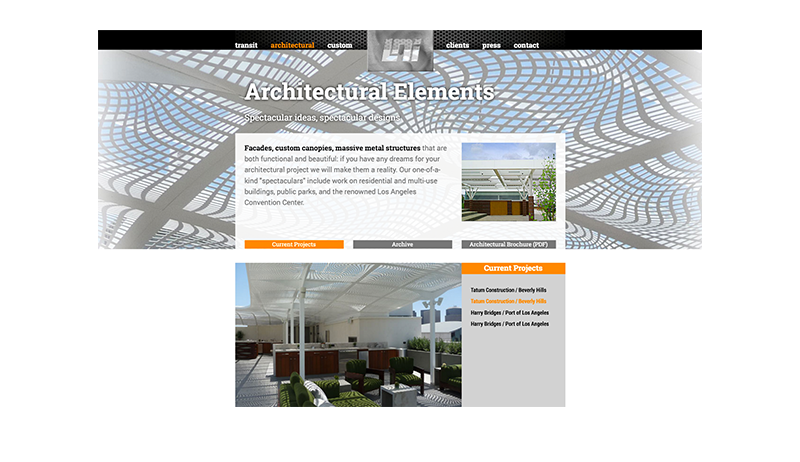 transit architectural custom LNI clients press contact
Architectural Elements
Spectacular ideas, spectacular designs
Facades, custom canopies, massive metal structures that are
both functional and beautiful: if you have any dreams for your
architectural project we will make them a reality. Our one-of-a-
kind "spectaculars" include work on residential and multi-use
buildings, public parks, and the renowned Los Angeles
Convention Center.
Current Projects Archive Architectural Brochure (PDF)
Current Projects
Tatum Construction / Beverly Hills
Tatum Construction / Beverly Hills
Harry Bridges / Port of Los Angeles
Harry Bridges / Port of Los Angeles